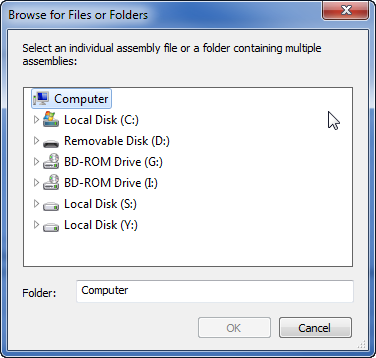 Browse for Files or Folders
Select an individual assembly file or a folder containing multiple
assemblies:
Computer
Local Disk (C:)
Removable Disk (D:)
BD-ROM Drive (G:)
BD-ROM Drive (I:)
Local Disk (S:)
Local Disk (Y:)
Folder: Computer
OK Cancel